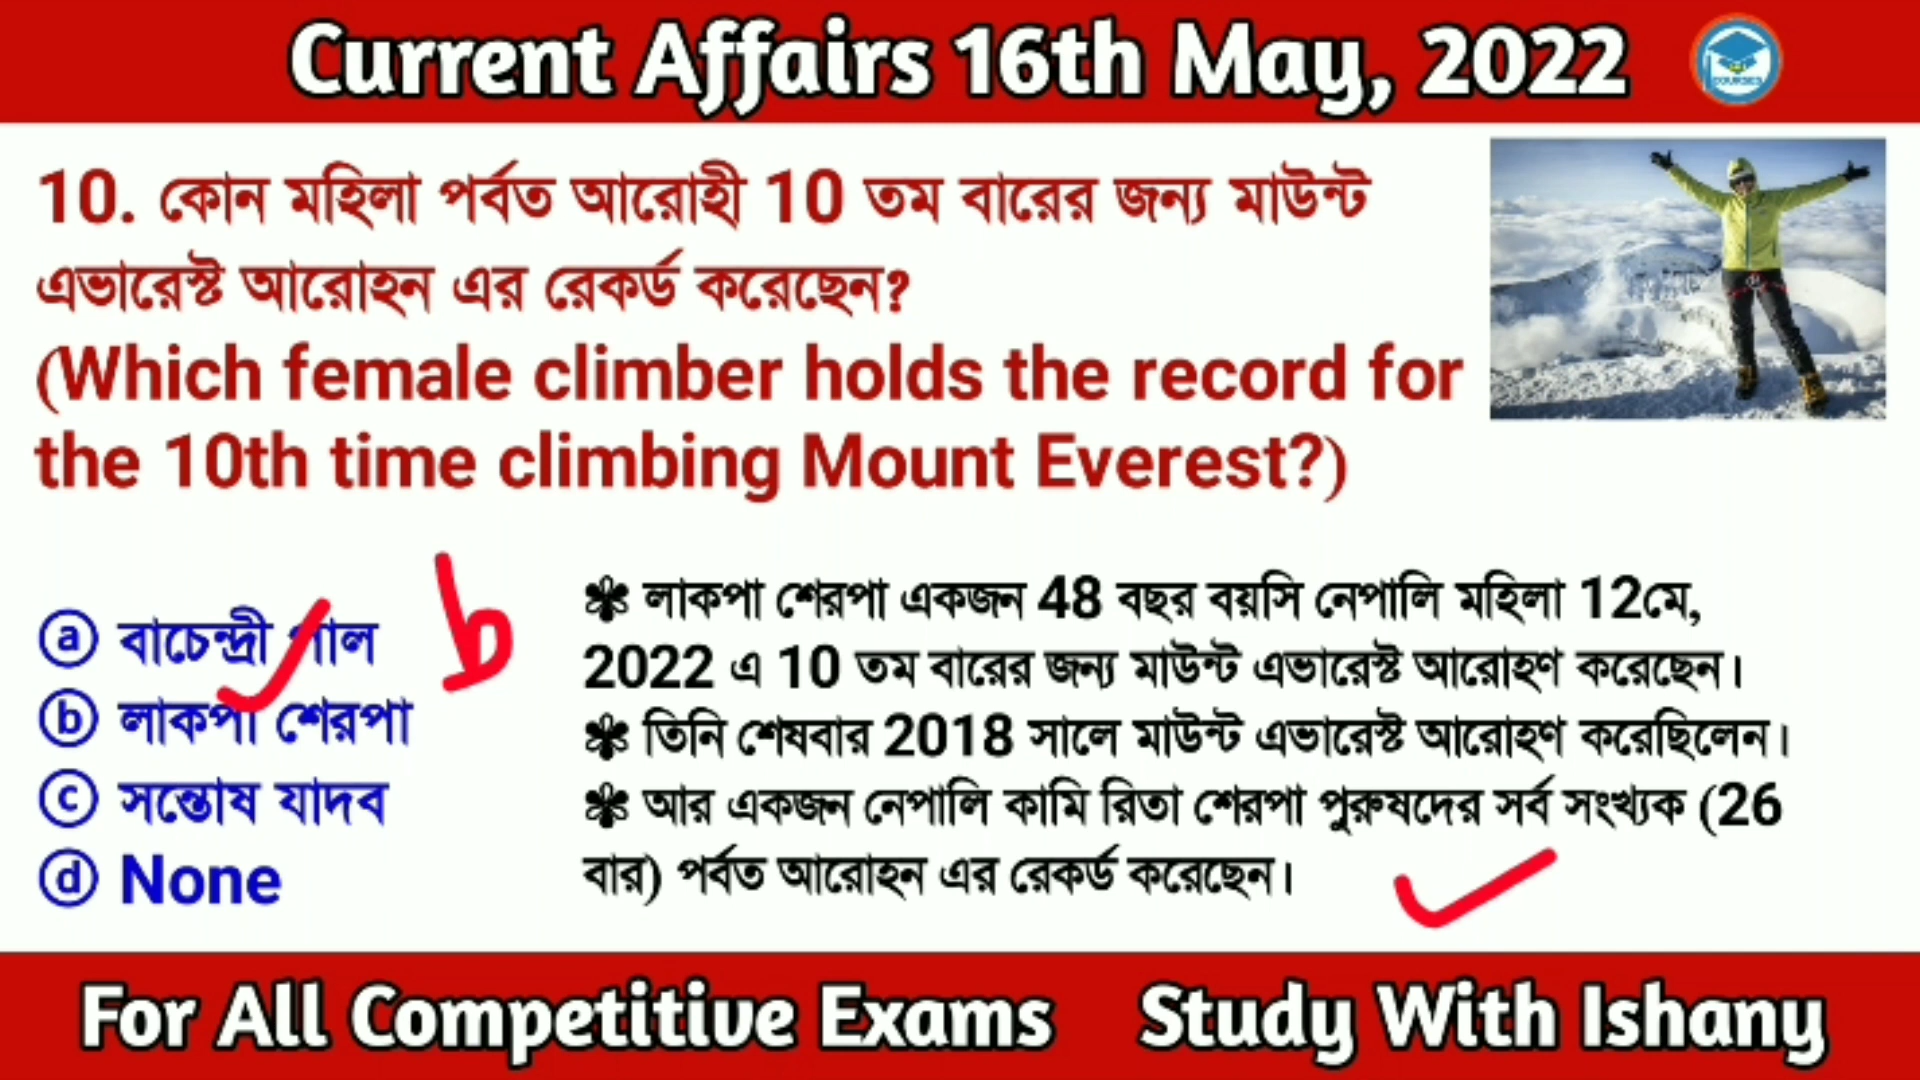 Current Affairs 16th May, 2022
COURSES
10. কোন মহিলা পর্বত আরোহী 10 তম বারের জন্য মাউন্ট
এভারেস্ট আরোহন এর রেকর্ড করেছেন?
(Which female climber holds the record for
the 10th time climbing Mount Everest?)
ⓐ বাচেন্দ্রী পাল
ⓑ লাকপা শেরপা
ⓒ সন্তোষ যাদব
ⓓ None
b
✾ লাকপা শেরপা একজন 48 বছর বয়সি নেপালি মহিলা 12মে,
2022 এ 10 তম বারের জন্য মাউন্ট এভারেস্ট আরোহণ করেছেন।
✾ তিনি শেষবার 2018 সালে মাউন্ট এভারেস্ট আরোহণ করেছিলেন।
✾ আর একজন নেপালি কামি রিতা শেরপা পুরুষদের সর্ব সংখ্যক (26
বার) পর্বত আরোহন এর রেকর্ড করেছেন।
For All Competitive Exams Study With Ishany